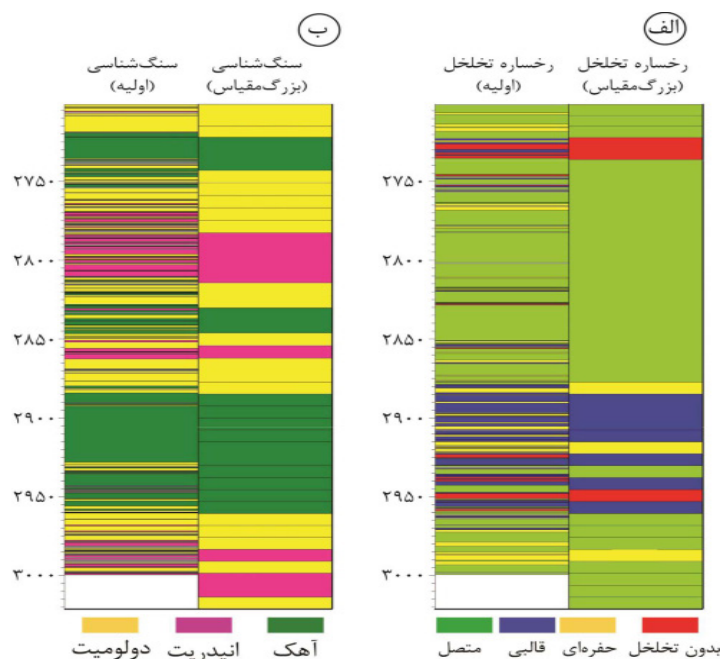 الف
ب
رخساره تخلخل
(اولیه)
رخساره تخلخل
(بزرگ‌مقیاس)
سنگ‌شناسی
(اولیه)
سنگ‌شناسی
(بزرگ‌مقیاس)
۲۷۵۰
۲۸۰۰
۲۸۵۰
۲۹۰۰
۲۹۵۰
۳۰۰۰
۲۷۵۰
۲۸۰۰
۲۸۵۰
۲۹۰۰
۲۹۵۰
۳۰۰۰
بدون تخلخل
حفره‌ای
قالبی
متصل
آهک
انیدریت
دولومیت